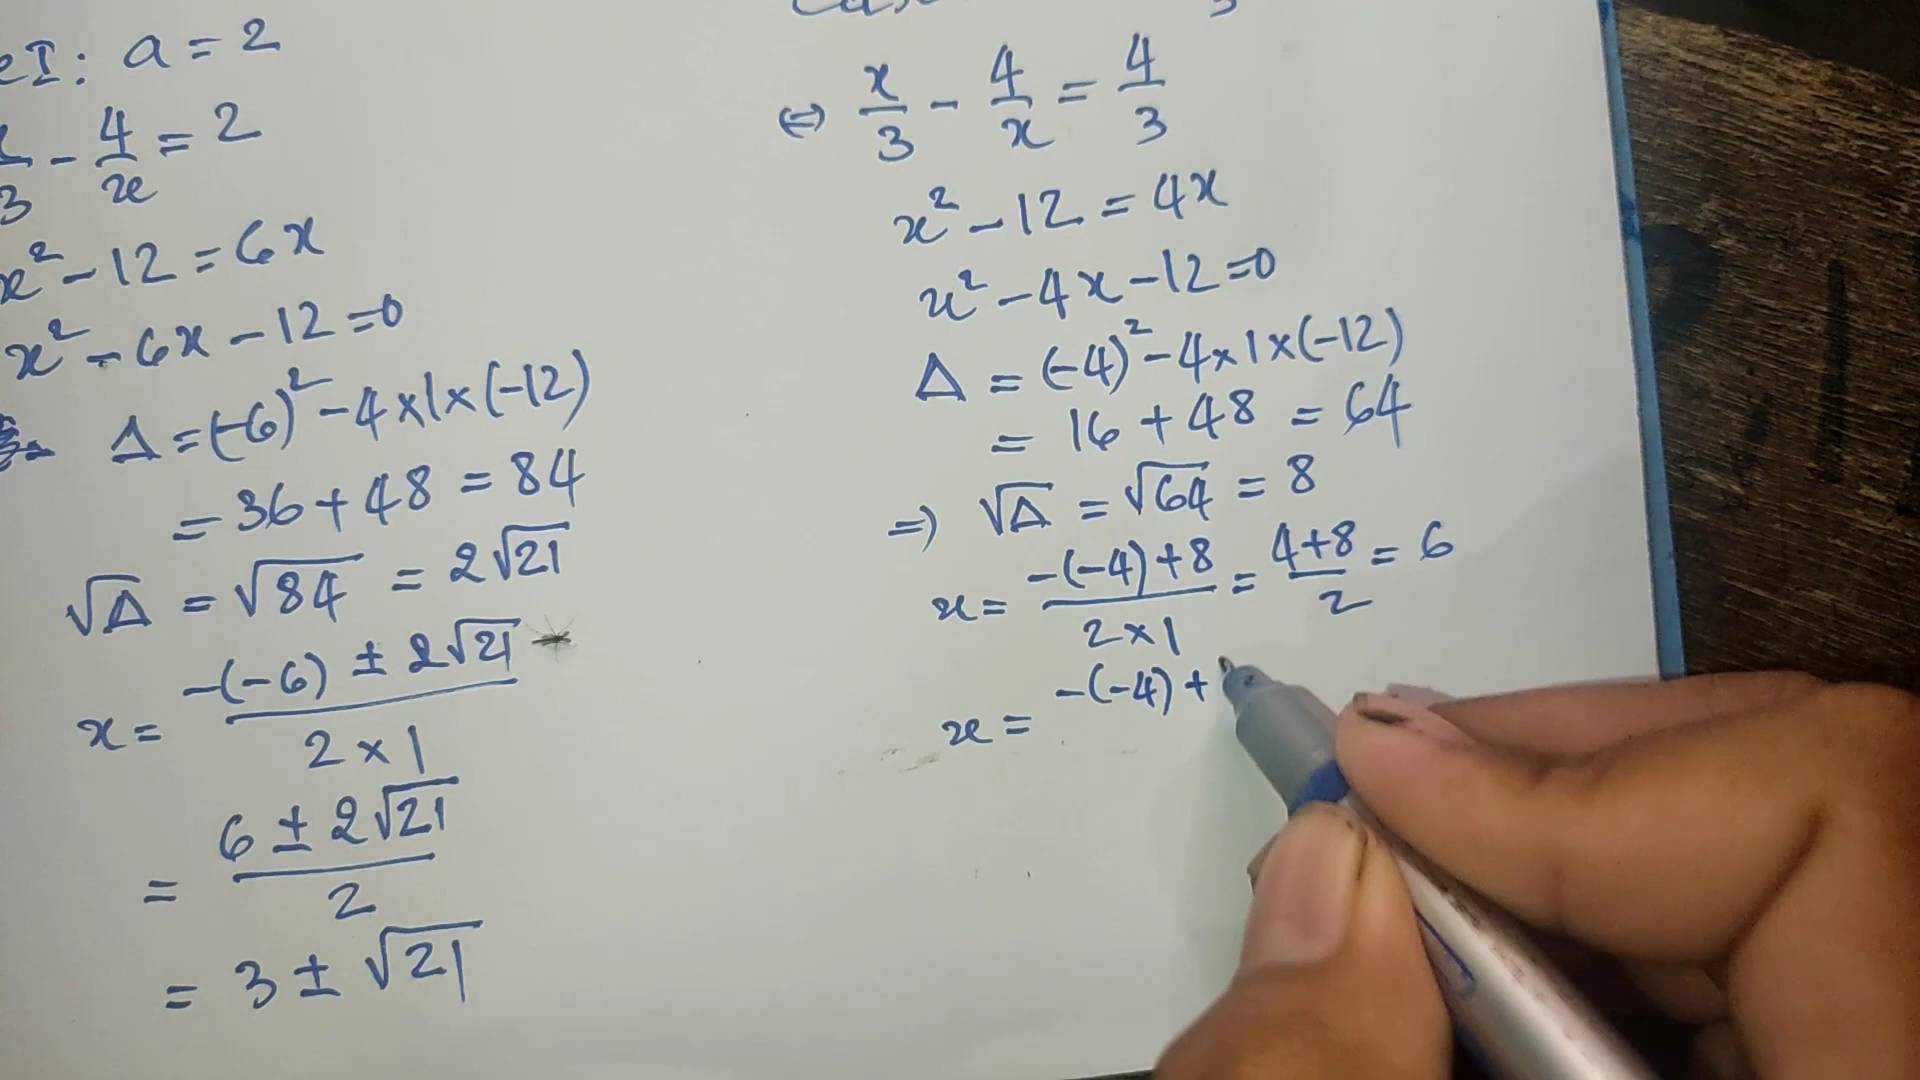 eI: a = 2
x/3 - 4/x = 2
x² - 12 = 6x
x² - 6x - 12 = 0
Δ = (-6)² - 4 x 1 x (-12)
= 36 + 48 = 84
√Δ = √84 = 2√21
x = (-(-6) ± 2√21)/(2 x 1)
= (6 ± 2√21)/2
= 3 ± √21
⇔ x/3 - 4/x = 4/3
x² - 12 = 4x
x² - 4x - 12 = 0
Δ = (-4)² - 4 x 1 x (-12)
= 16 + 48 = 64
⇒ √Δ = √64 = 8
x = (-(-4) + 8)/(2 x 1) = (4 + 8)/2 = 6
x = -(-4) +